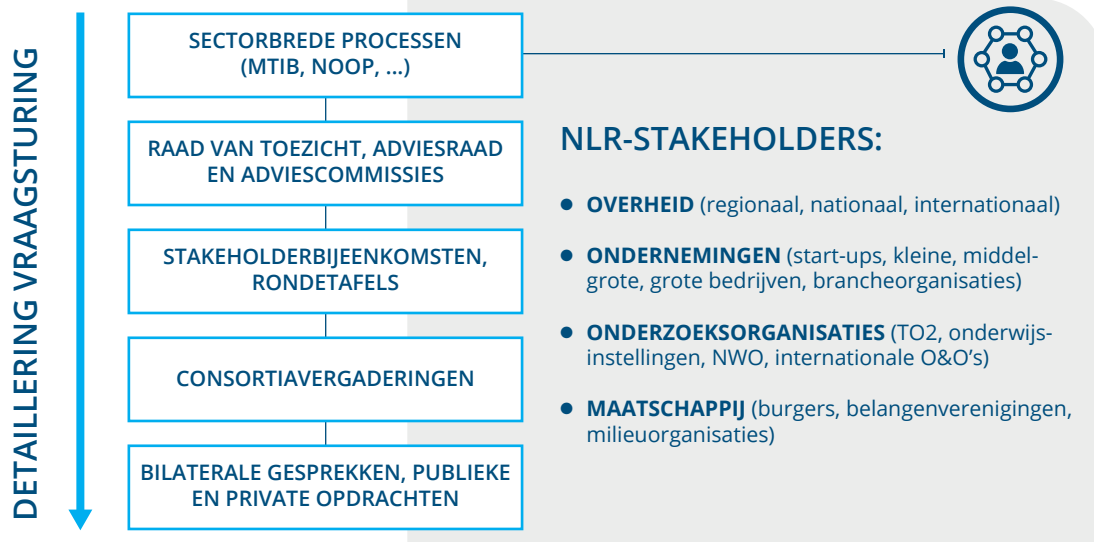 DETAILLERING VRAAGSTURING
SECTORBREDE PROCESSEN
(MTIB, NOOP, ...)
RAAD VAN TOEZICHT, ADVIESRAAD
EN ADVIESCOMMISSIES
STAKEHOLDERBIJEENKOMSTEN,
RONDETAFELS
CONSORTIAVERGADERINGEN
BILATERALE GESPREKKEN, PUBLIEKE
EN PRIVATE OPDRACHTEN
NLR-STAKEHOLDERS:
• OVERHEID (regionaal, nationaal, internationaal)
• ONDERNEMINGEN (start-ups, kleine, middel-
grote, grote bedrijven, brancheorganisaties)
• ONDERZOEKSORGANISATIES (TO2, onderwijs-
instellingen, NWO, internationale O&O’s)
• MAATSCHAPPIJ (burgers, belangenverenigingen,
milieuorganisaties)